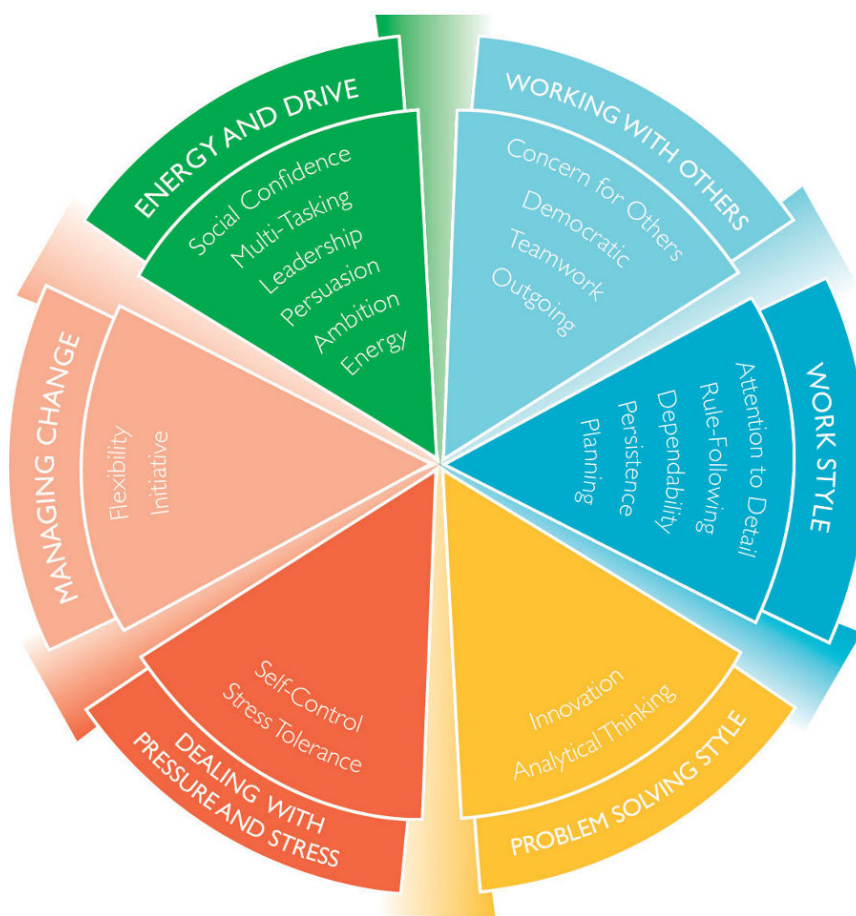 ENERGY AND DRIVE
Social Confidence
Multi-Tasking
Leadership
Persuasion
Ambition
Energy
WORKING WITH OTHERS
Concern for Others
Democratic
Teamwork
Outgoing
WORK STYLE
Attention to Detail
Rule-Following
Dependability
Persistence
Planning
PROBLEM SOLVING STYLE
Innovation
Analytical Thinking
DEALING WITH
PRESSURE AND STRESS
Self-Control
Stress Tolerance
MANAGING CHANGE
Flexibility
Initiative